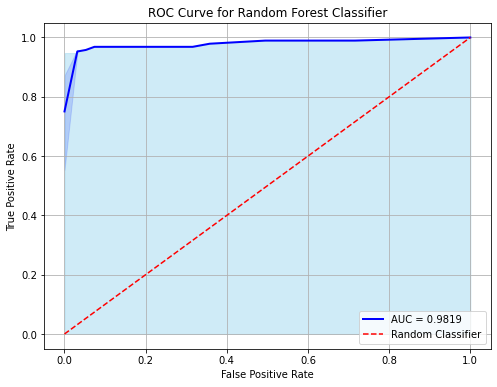 ROC Curve for Random Forest Classifier
True Positive Rate
1.0
0.8
0.6
0.4
0.2
0.0
0.0 0.2 0.4 0.6 0.8 1.0
False Positive Rate
AUC = 0.9819
Random Classifier